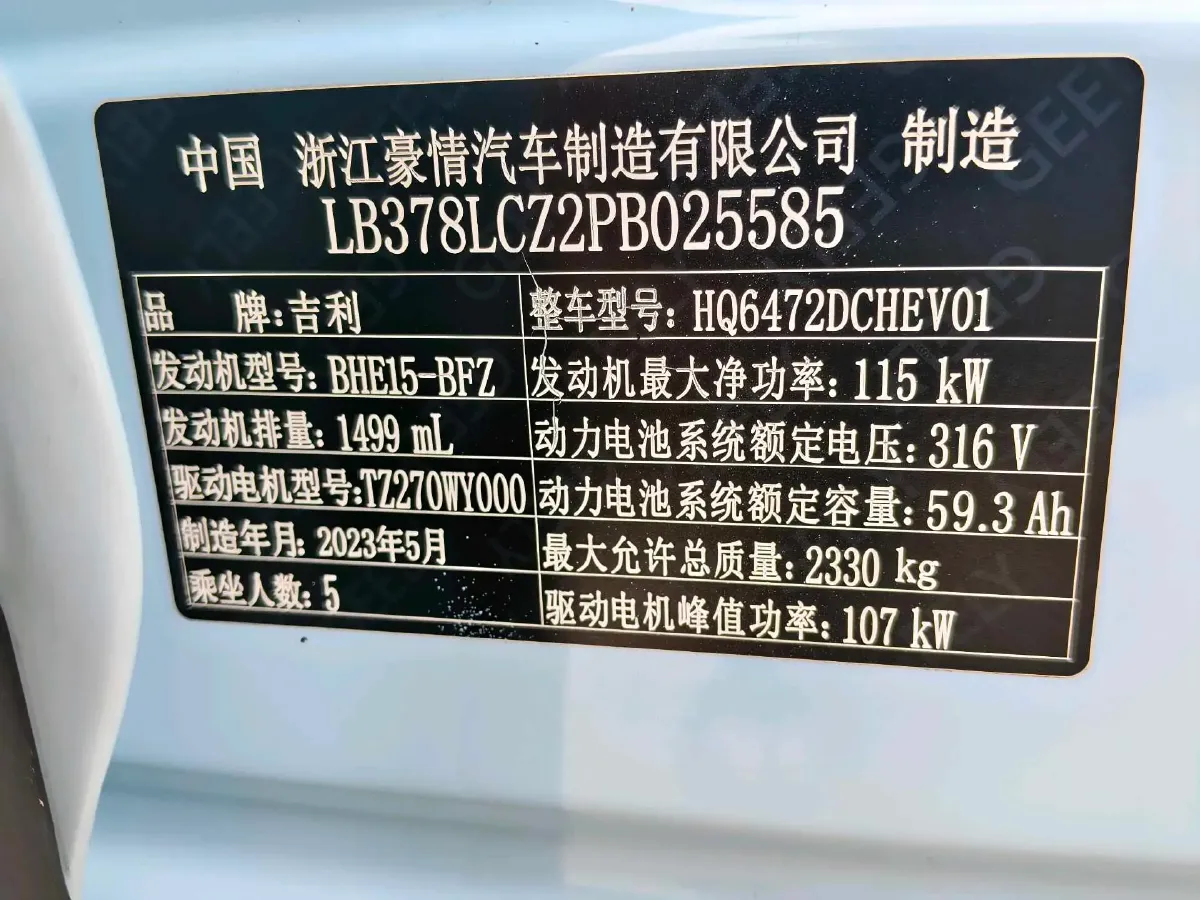 中国 浙江豪情汽车制造有限公司 制造
LB378LCZ2PB025585
品 牌:吉利 整车型号:HQ6472DCHEV01
发动机型号:BHE15-BFZ 发动机最大净功率:115 kW
发动机排量:1499 mL 动力电池系统额定电压:316 V
驱动电机型号:TZ270WY000 动力电池系统额定容量:59.3 Ah
制造年月:2023年5月 最大允许总质量:2330 kg
乘坐人数:5 驱动电机峰值功率:107 kW